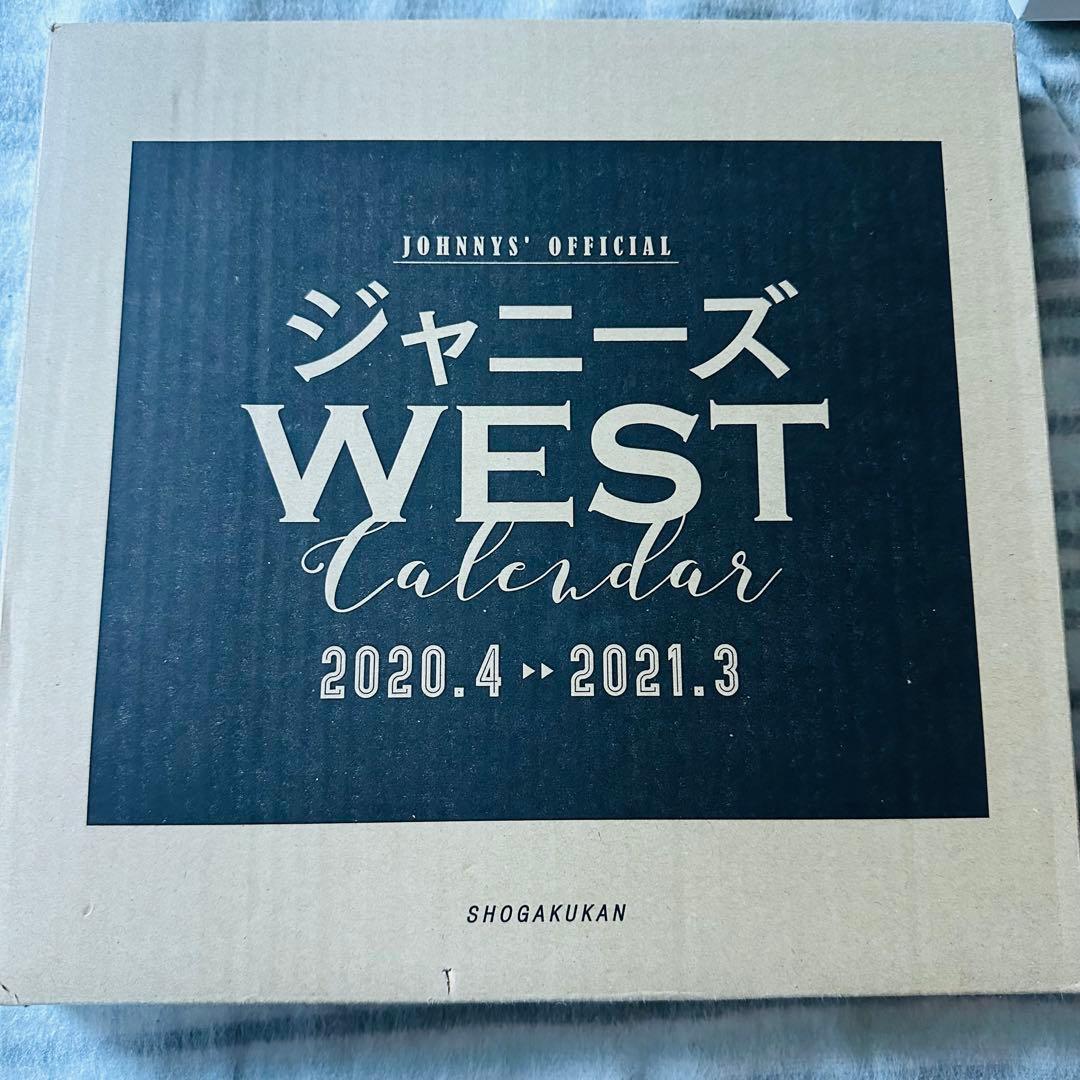 JOHNNYS' OFFICIAL
ジャニーズ
WEST
Calendar
2020.4 ▸▸ 2021.3
SHOGAKUKAN